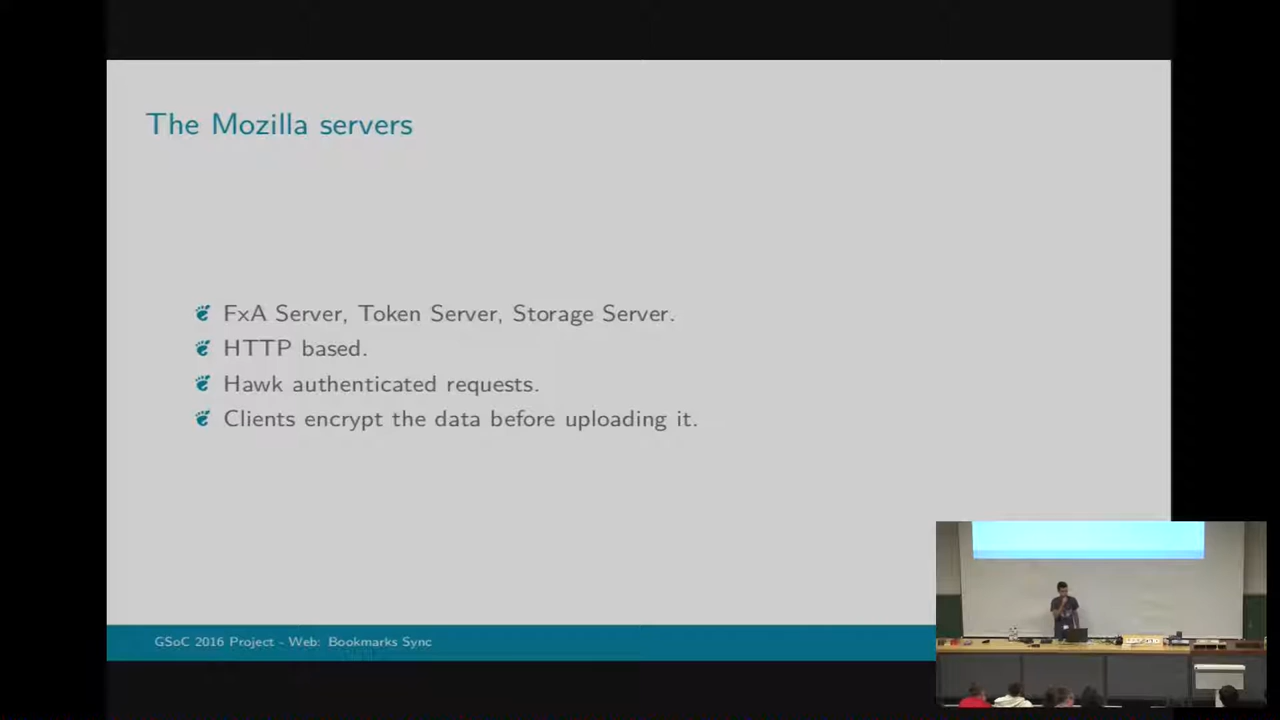 The Mozilla servers
FxA Server, Token Server, Storage Server.
HTTP based.
Hawk authenticated requests.
Clients encrypt the data before uploading it.
GSoC 2016 Project - Web: Bookmarks Sync